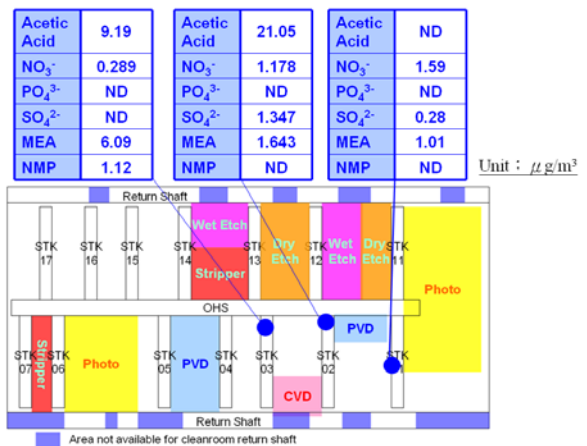 Acetic Acid 9.19
NO₃⁻ 0.289
PO₄³⁻ ND
SO₄²⁻ ND
MEA 6.09
NMP 1.12
Acetic Acid 21.05
NO₃⁻ 1.178
PO₄³⁻ ND
SO₄²⁻ 1.347
MEA 1.643
NMP ND
Acetic Acid ND
NO₃⁻ 1.59
PO₄³⁻ ND
SO₄²⁻ 0.28
MEA 1.01
NMP ND
Unit : μg/m³
Return Shaft
STK 17
STK 16
STK 15
STK 14
Wet Etch
Stripper
STK 13
Dry Etch
STK 12
Wet Etch
Dry Etch
STK 11
Photo
OHS
STK 07
Stripper
STK 06
Photo
STK 05
PVD
STK 04
STK 03
CVD
STK 02
PVD
STK
Return Shaft
Area not available for cleanroom return shaft